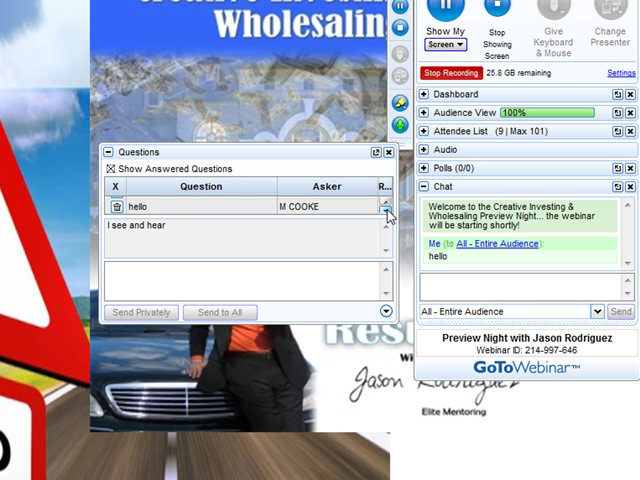 Wholesalin
Show My
Screen
Stop
Showing
Screen
Give
Keyboard
& Mouse
Change
Presenter
Stop Recording 25.8 GB remaining Settings
Dashboard
Audience View 100%
Attendee List (9 | Max 101)
Audio
Polls (0/0)
Chat
Welcome to the Creative Investing &
Wholesaling Preview Night... the webinar
will be starting shortly!
Me (to All - Entire Audience):
hello
All - Entire Audience Send
Preview Night with Jason Rodriguez
Webinar ID: 214-997-646
GoToWebinar™
Questions
Show Answered Questions
X Question Asker R...
hello M COOKE
I see and hear
Send Privately Send to All
Jason Rodriguez
Elite Mentoring